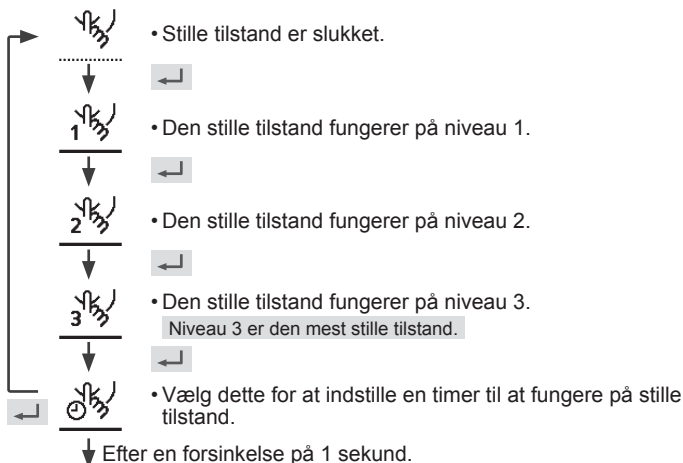 • Stille tilstand er slukket.
1
• Den stille tilstand fungerer på niveau 1.
2
• Den stille tilstand fungerer på niveau 2.
3
• Den stille tilstand fungerer på niveau 3.
Niveau 3 er den mest stille tilstand.
• Vælg dette for at indstille en timer til at fungere på stille
tilstand.
Efter en forsinkelse på 1 sekund.